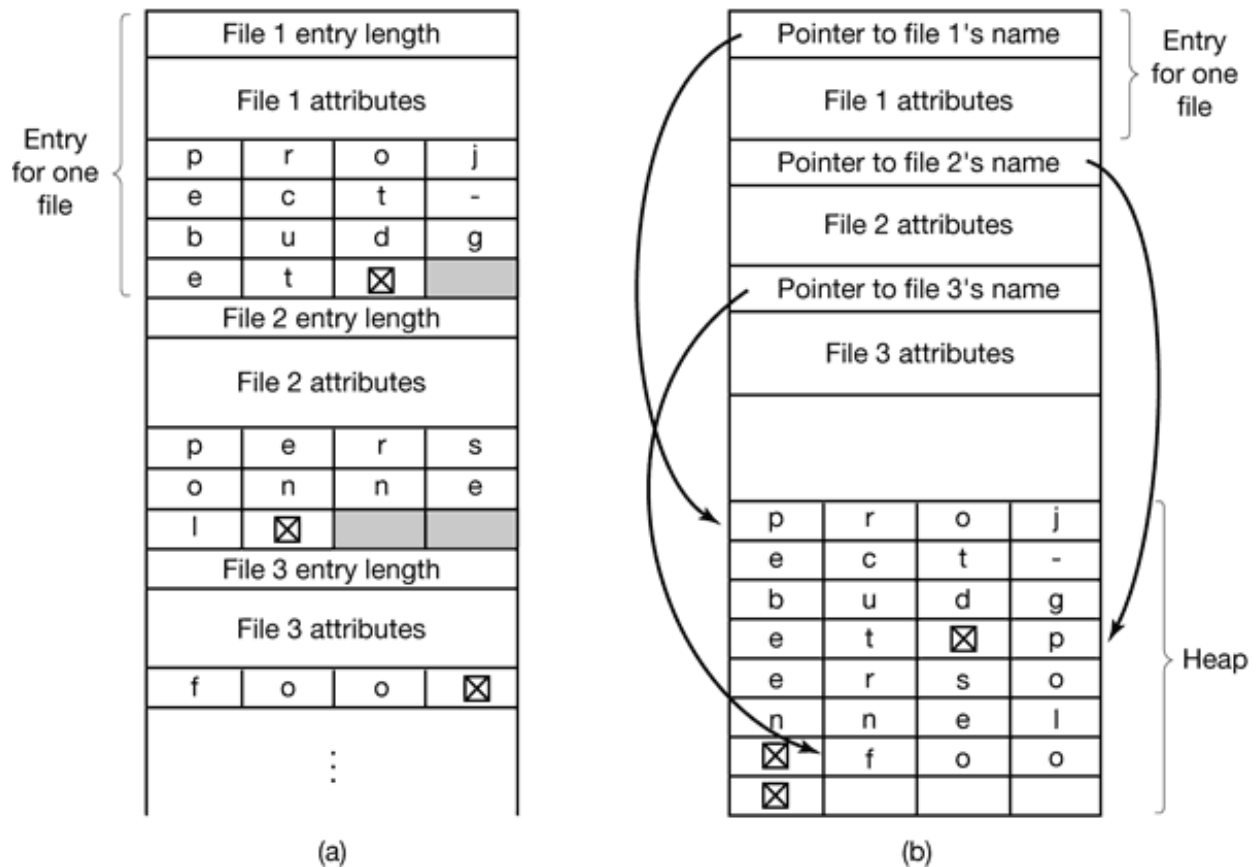 File 1 entry length
File 1 attributes
Entry
for one
file
p r o j
e c t -
b u d g
e t ☒
File 2 entry length
File 2 attributes
p e r s
o n n e
l ☒
File 3 entry length
File 3 attributes
f o o ☒
⋮
(a)
Pointer to file 1's name
File 1 attributes
Entry
for one
file
Pointer to file 2's name
File 2 attributes
Pointer to file 3's name
File 3 attributes
p r o j
e c t -
b u d g
e t ☒ p
e r s o
n n e l
☒ f o o
☒
Heap
(b)